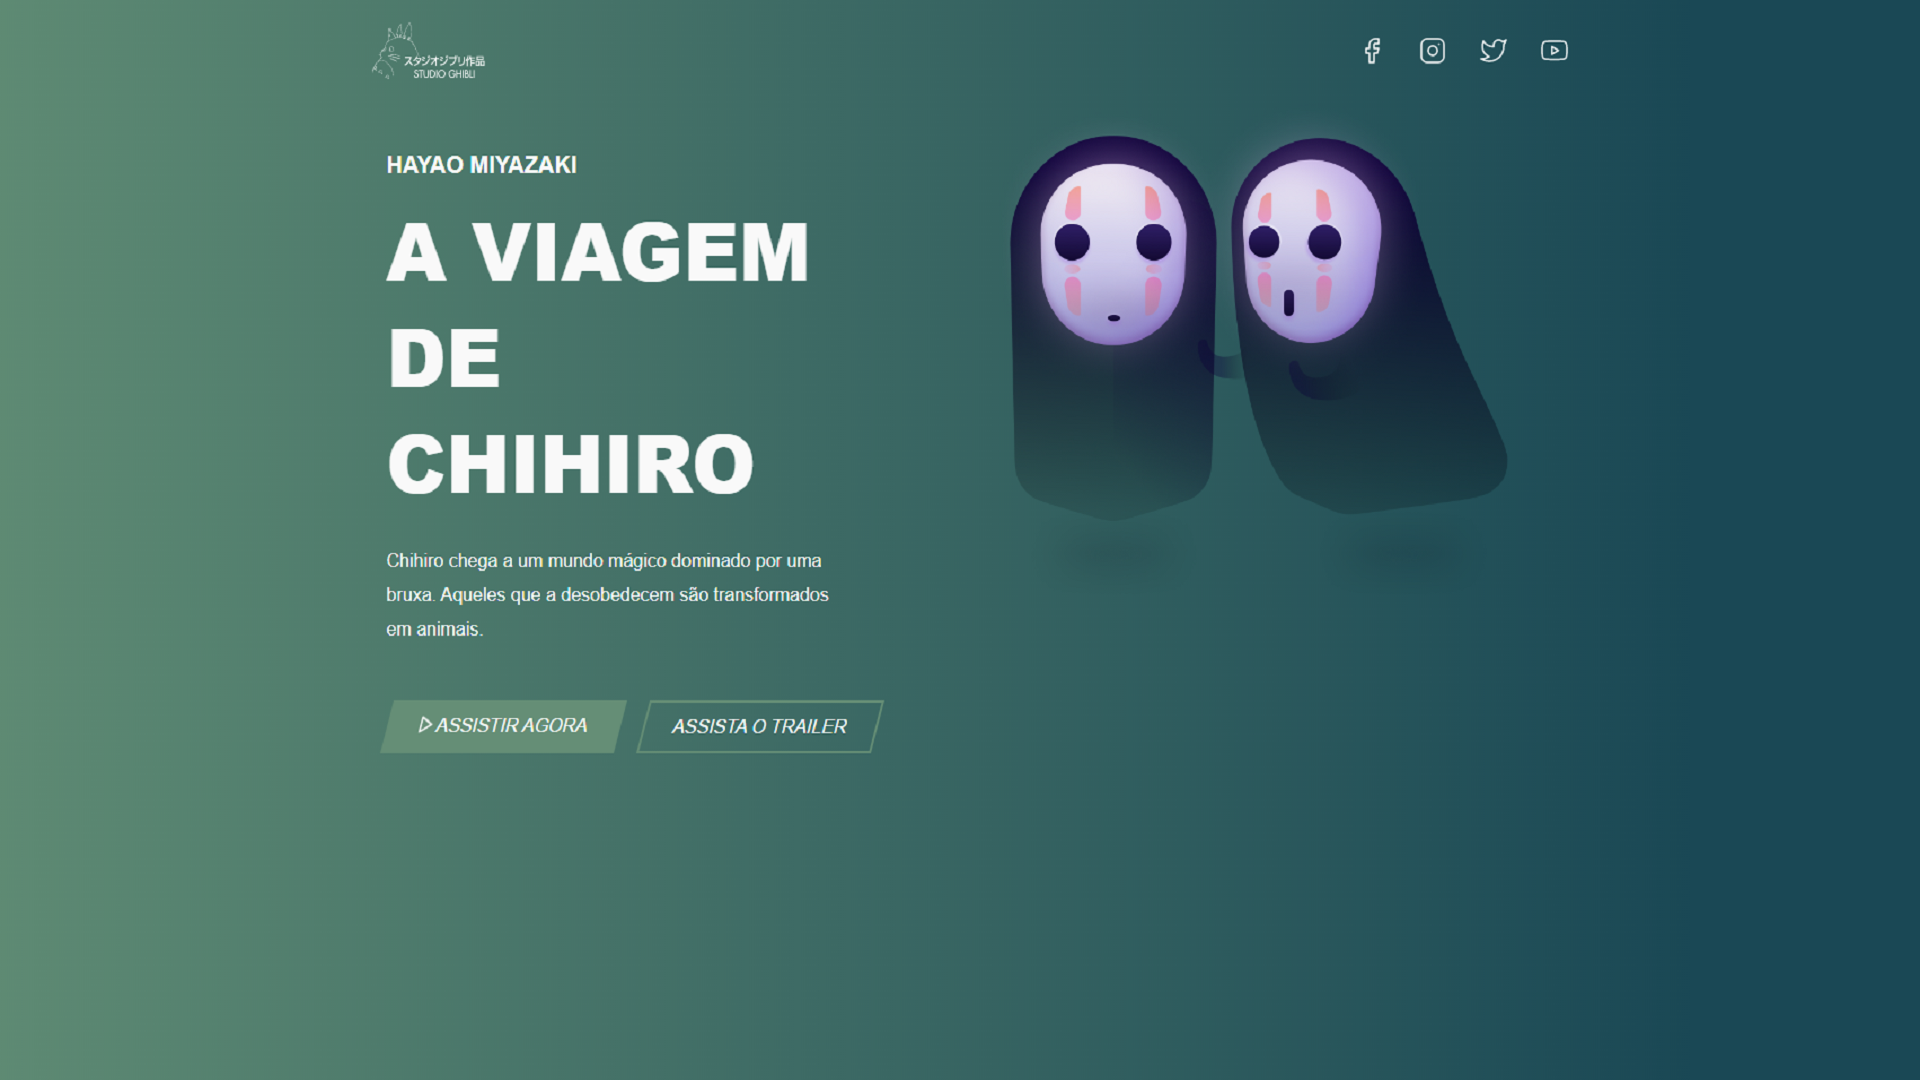 スタジオジブリ作品
STUDIO GHIBLI
HAYAO MIYAZAKI
A VIAGEM
DE
CHIHIRO
Chihiro chega a um mundo mágico dominado por uma
bruxa. Aqueles que a desobedecem são transformados
em animais.
ASSISTIR AGORA
ASSISTA O TRAILER